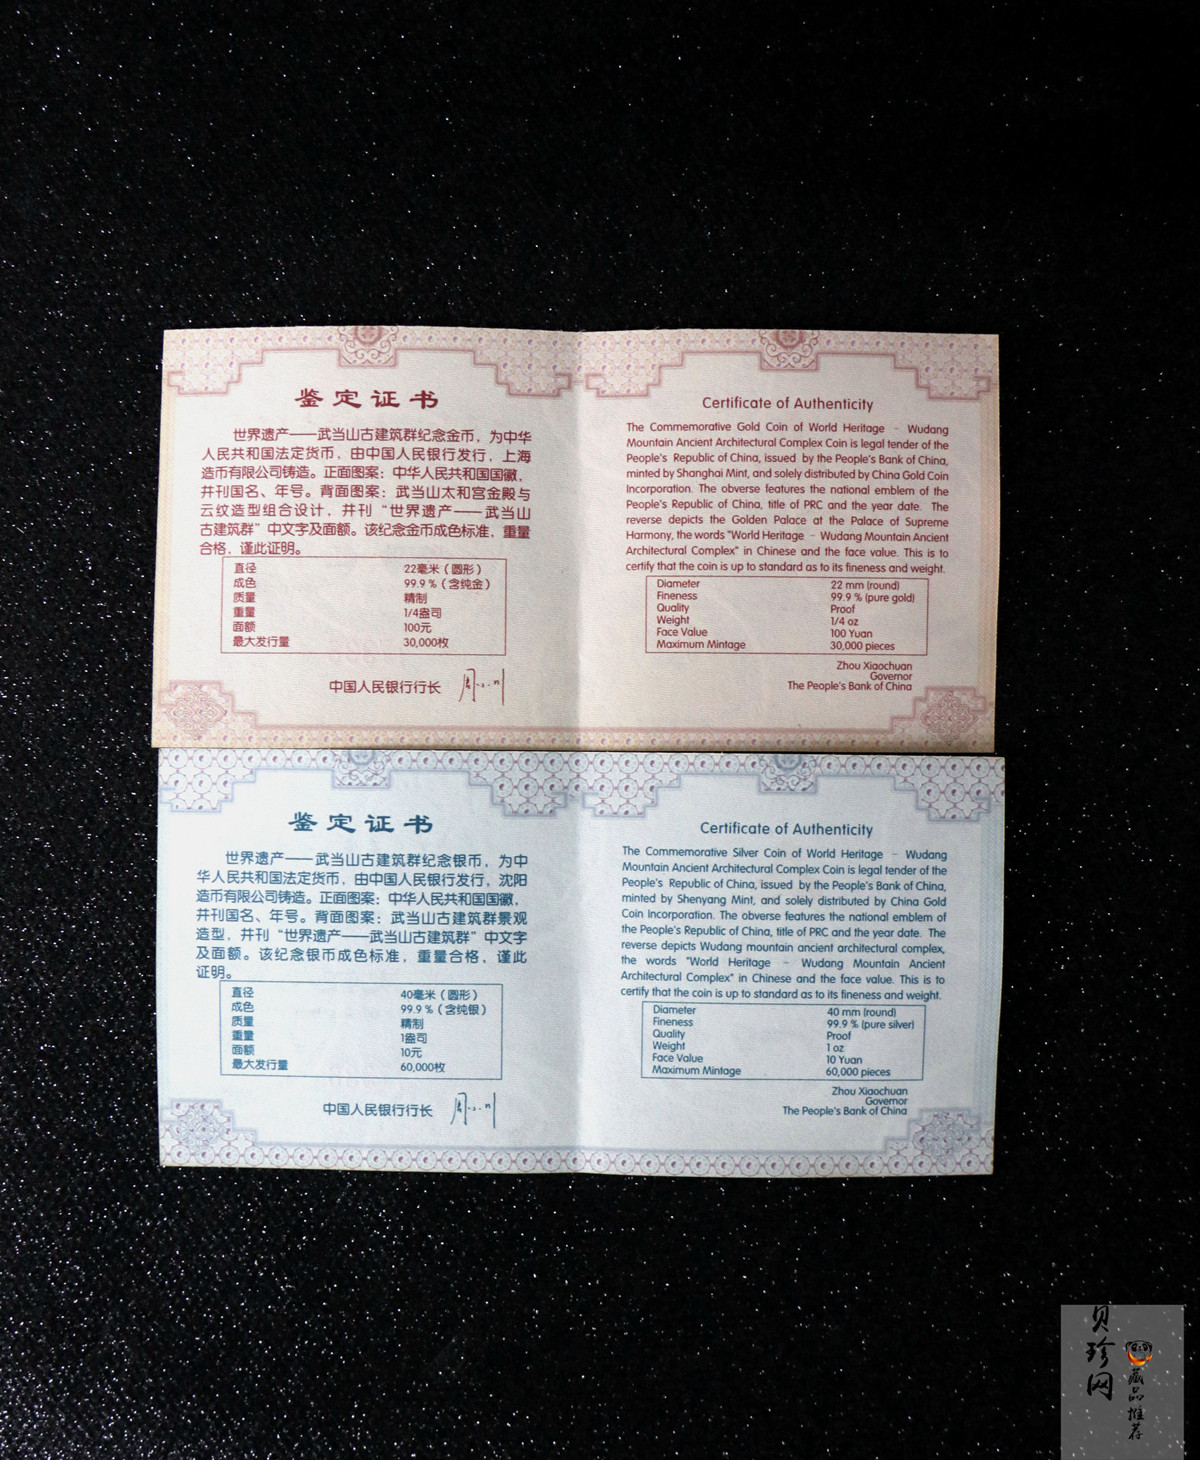 鉴定证书
世界遗产——武当山古建筑群纪念金币，为中华
人民共和国法定货币，由中国人民银行发行，上海
造币有限公司铸造。正面图案：中华人民共和国国徽，
并刊国名、年号。背面图案：武当山太和宫金殿与
云纹造型组合设计，并刊“世界遗产——武当山
古建筑群”中文字及面额。该纪念金币成色标准，重量
合格，谨此证明。
直径 22毫米（圆形）
成色 99.9％（含纯金）
质量 精制
重量 1/4盎司
面额 100元
最大发行量 30,000枚
中国人民银行行长
Certificate of Authenticity
The Commemorative Gold Coin of World Heritage – Wudang
Mountain Ancient Architectural Complex Coin is legal tender of the
People's Republic of China, issued by the People's Bank of China,
minted by Shanghai Mint, and solely distributed by China Gold Coin
Incorporation. The obverse features the national emblem of the
People's Republic of China, title of PRC and the year date. The
reverse depicts the Golden Palace at the Palace of Supreme
Harmony, the words "World Heritage – Wudang Mountain Ancient
Architectural Complex" in Chinese and the face value. This is to
certify that the coin is up to standard as to its fineness and weight.
Diameter 22 mm (round)
Fineness 99.9 % (pure gold)
Quality Proof
Weight 1/4 oz
Face Value 100 Yuan
Maximum Mintage 30,000 pieces
Zhou Xiaochuan
Governor
The People's Bank of China
鉴定证书
世界遗产——武当山古建筑群纪念银币，为中
华人民共和国法定货币，由中国人民银行发行，沈阳
造币有限公司铸造。正面图案：中华人民共和国国徽，
并刊国名、年号。背面图案：武当山古建筑群景观
造型，并刊“世界遗产——武当山古建筑群”中文字
及面额。该纪念银币成色标准，重量合格，谨此
证明。
直径 40毫米（圆形）
成色 99.9％（含纯银）
质量 精制
重量 1盎司
面额 10元
最大发行量 60,000枚
中国人民银行行长
Certificate of Authenticity
The Commemorative Silver Coin of World Heritage – Wudang
Mountain Ancient Architectural Complex Coin is legal tender of the
People's Republic of China, issued by the People's Bank of China,
minted by Shenyang Mint, and solely distributed by China Gold
Coin Incorporation. The obverse features the national emblem of
the People's Republic of China, title of PRC and the year date. The
reverse depicts Wudang mountain ancient architectural complex,
the words "World Heritage – Wudang Mountain Ancient
Architectural Complex" in Chinese and the face value. This is to
certify that the coin is up to standard as to its fineness and weight.
Diameter 40 mm (round)
Fineness 99.9 % (pure silver)
Quality Proof
Weight 1 oz
Face Value 10 Yuan
Maximum Mintage 60,000 pieces
Zhou Xiaochuan
Governor
The People's Bank of China
贝珍网
藏品推荐